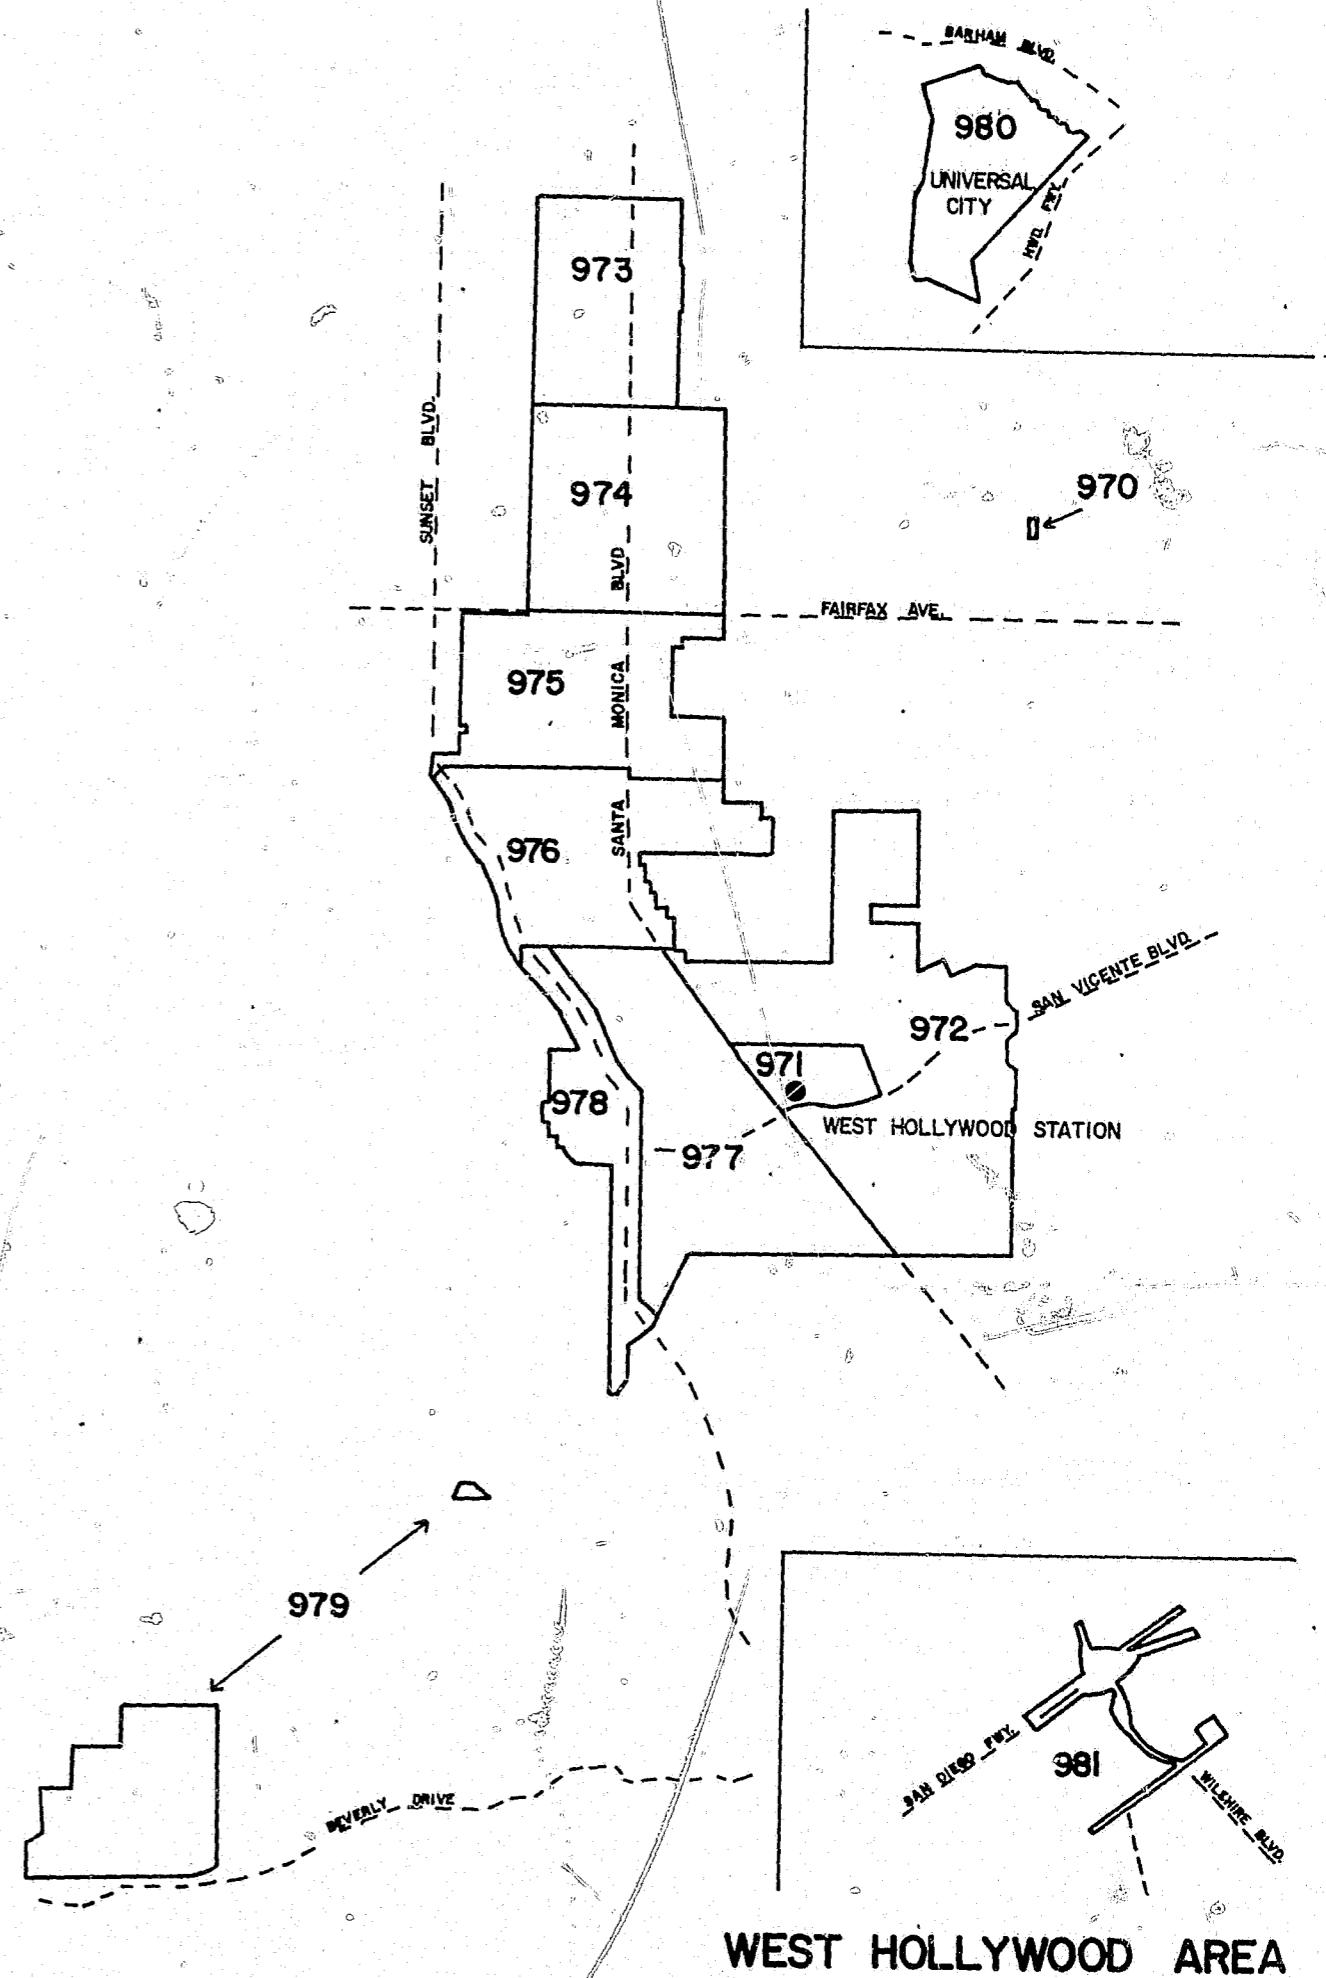 BARHAM BLVD.
980
UNIVERSAL
CITY
HWD. FWY.
973
SUNSET BLVD.
974
970
SANTA MONICA BLVD
FAIRFAX AVE.
975
976
SAN VICENTE BLVD.
972
971
978
WEST HOLLYWOOD STATION
977
979
SAN DIEGO FWY.
981
WILSHIRE BLVD.
BEVERLY DRIVE
WEST HOLLYWOOD AREA